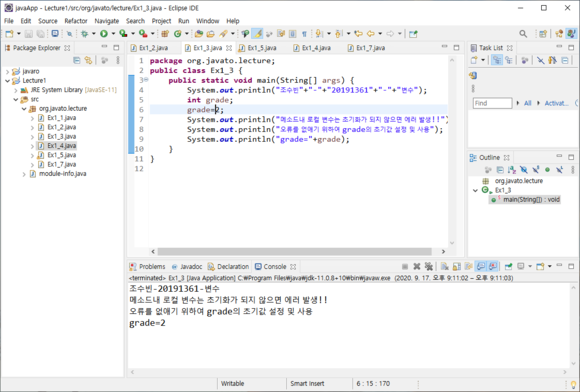 javaApp - Lecture1/src/org/javato/lecture/Ex1_3.java - Eclipse IDE
File Edit Source Refactor Navigate Search Project Run Window Help
Package Explorer
javaro
Lecture1
JRE System Library [JavaSE-11]
src
org.javato.lecture
Ex1_1.java
Ex1_2.java
Ex1_3.java
Ex1_4.java
Ex1_5.java
Ex1_7.java
module-info.java
Ex1_2.java Ex1_3.java Ex1_5.java Ex1_4.java Ex1_7.java
1 package org.javato.lecture;
2 public class Ex1_3 {
3 public static void main(String[] args) {
4 System.out.println("조수빈"+"-"+"20191361"+"-"+"변수");
5 int grade;
6 grade=2;
7 System.out.println("메소드내 로컬 변수는 초기화가 되지 않으면 에러 발생!!")
8 System.out.println("오류를 없애기 위하여 grade의 초기값 설정 및 사용");
9 System.out.println("grade="+grade);
10 }
11 }
12
Task List
Find All Activat...
Outline
org.javato.lecture
Ex1_3
main(String[]) : void
Problems Javadoc Declaration Console
<terminated> Ex1_3 [Java Application] C:₩Program Files₩java₩jdk-11.0.8+10₩bin₩javaw.exe (2020. 9. 17. 오후 9:11:02 – 오후 9:11:03)
조수빈-20191361-변수
메소드내 로컬 변수는 초기화가 되지 않으면 에러 발생!!
오류를 없애기 위하여 grade의 초기값 설정 및 사용
grade=2
Writable Smart Insert 6 : 15 : 170